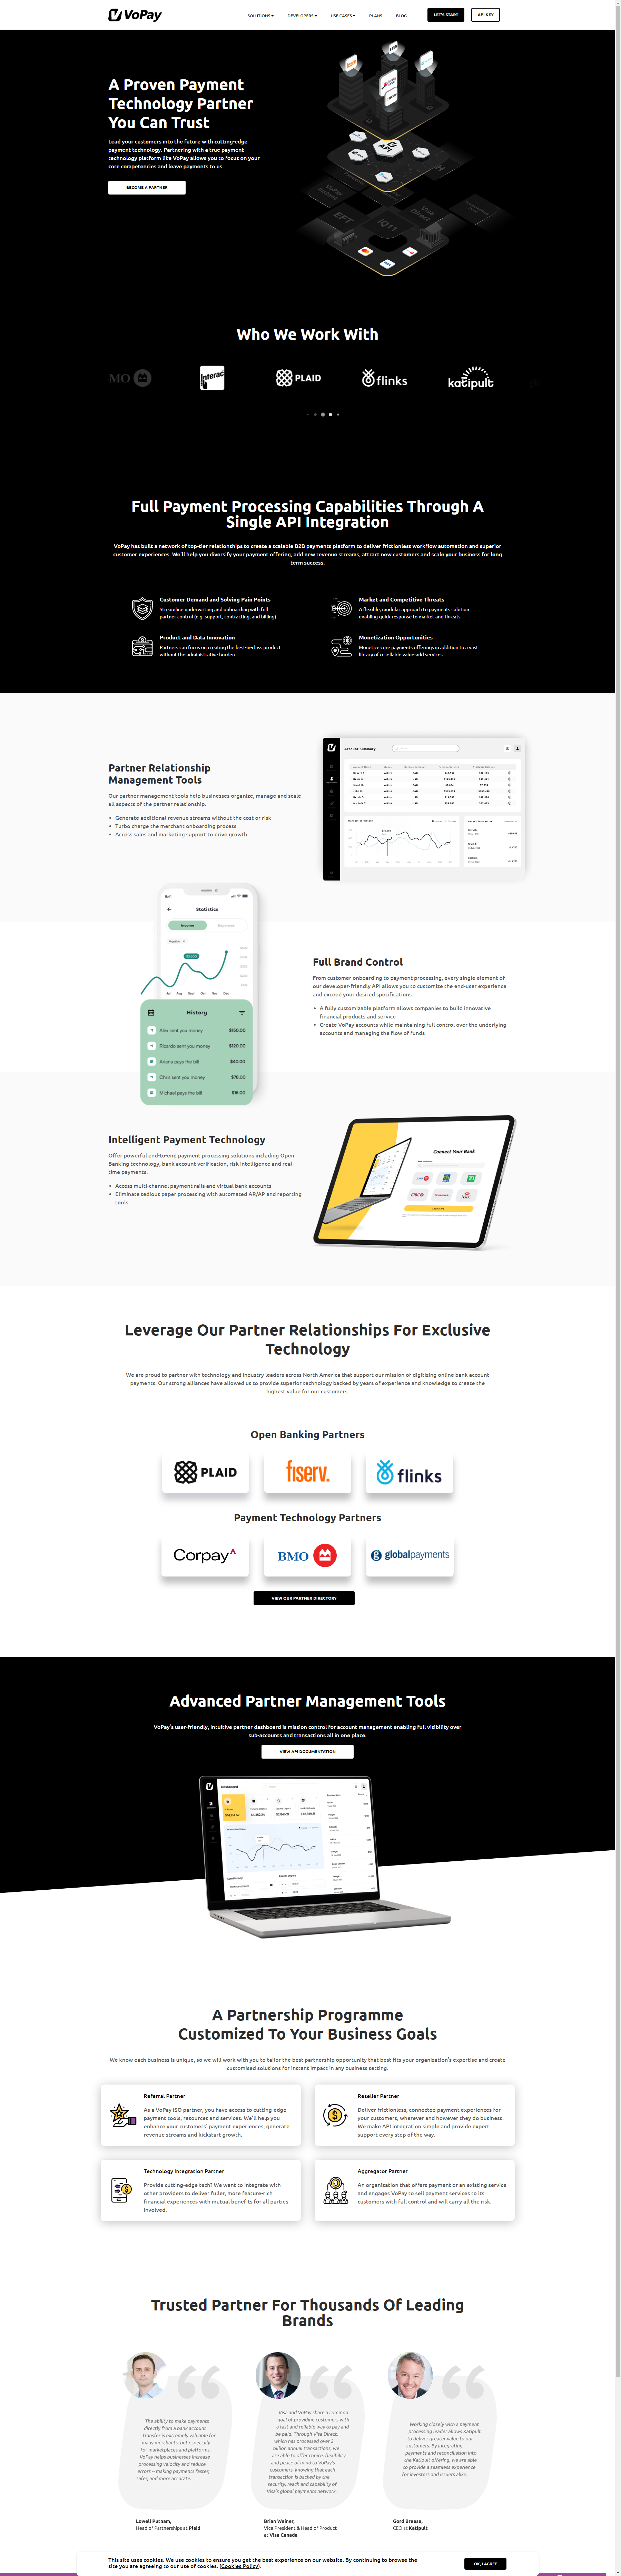 VoPay
SOLUTIONS
DEVELOPERS
USE CASES
PLANS
BLOG
LET'S START
API KEY
A Proven Payment
Technology Partner
You Can Trust
Lead your customers into the future with cutting-edge
payment technology. Partnering with a true payment
technology platform like VoPay allows you to focus on your
core competencies and leave payments to us.
BECOME A PARTNER
iQ
API
EFT
iQ11
Visa
Direct
Who We Work With
MO
Interac
PLAID
flinks
katipult
Full Payment Processing Capabilities Through A
Single API Integration
VoPay has built a network of top-tier relationships to create a scalable B2B payments platform to deliver frictionless workflow automation and superior
customer experiences. We'll help you diversify your payment offering, add new revenue streams, attract new customers and scale your business for long
term success.
Customer Demand and Solving Pain Points
Streamline underwriting and onboarding with full
partner control (e.g. support, contracting, and billing)
Market and Competitive Threats
A flexible, modular approach to payments solution
enabling quick response to market and threats
Product and Data Innovation
Partners can focus on creating the best-in-class product
without the administrative burden
Monetization Opportunities
Monetize core payments offerings in addition to a vast
library of resellable value-add services
Partner Relationship
Management Tools
Our partner management tools help businesses organize, manage and scale
all aspects of the partner relationship.
Generate additional revenue streams without the cost or risk
Turbo charge the merchant onboarding process
Access sales and marketing support to drive growth
Account Summary
Transaction History
9:41
Statistics
Income
Expenses
Monthly
Jul Aug Sept Oct Nov Dec
History
Alex sent you money $160.00
Ricardo sent you money $120.00
Ariana pays the bill $40.00
Chris sent you money $78.00
Michael pays the bill $15.00
Full Brand Control
From customer onboarding to payment processing, every single element of
our developer-friendly API allows you to customize the end-user experience
and exceed your desired specifications.
A fully customizable platform allows companies to build innovative
financial products and service
Create VoPay accounts while maintaining full control over the underlying
accounts and managing the flow of funds
Intelligent Payment Technology
Offer powerful end-to-end payment processing solutions including Open
Banking technology, bank account verification, risk intelligence and real-
time payments.
Access multi-channel payment rails and virtual bank accounts
Eliminate tedious paper processing with automated AR/AP and reporting
tools
Connect Your Bank
Leverage Our Partner Relationships For Exclusive
Technology
We are proud to partner with technology and industry leaders across North America that support our mission of digitizing online bank account
payments. Our strong alliances have allowed us to provide superior technology backed by years of experience and knowledge to create the
highest value for our customers.
Open Banking Partners
PLAID
fiserv.
flinks
Payment Technology Partners
Corpay^
BMO
globalpayments
VIEW OUR PARTNER DIRECTORY
Advanced Partner Management Tools
VoPay's user-friendly, intuitive partner dashboard is mission control for account management enabling full visibility over
sub-accounts and transactions all in one place.
VIEW API DOCUMENTATION
Dashboard
A Partnership Programme
Customized To Your Business Goals
We know each business is unique, so we will work with you to tailor the best partnership opportunity that best fits your organization's expertise and create
customised solutions for instant impact in any business setting.
Referral Partner
As a VoPay ISO partner, you have access to cutting-edge
payment tools, resources and services. We'll help you
enhance your customers' payment experiences, generate
revenue streams and kickstart growth.
Reseller Partner
Deliver frictionless, connected payment experiences for
your customers, wherever and however they do business.
We make API integration simple and provide expert
support every step of the way.
Technology Integration Partner
Provide cutting-edge tech? We want to integrate with
other providers to deliver fuller, more feature-rich
financial experiences with mutual benefits for all parties
involved.
Aggregator Partner
An organization that offers payment or an existing service
and engages VoPay to sell payment services to its
customers with full control and will carry all the risk.
Trusted Partner For Thousands Of Leading
Brands
The ability to make payments
directly from a bank account
transfer is extremely valuable for
many merchants, but especially
for marketplaces and platforms.
VoPay helps businesses increase
processing velocity and reduce
errors – making payments faster,
safer, and more accurate.
Lowell Putnam,
Head of Partnerships at Plaid
Visa and VoPay share a common
goal of providing customers with
a fast and reliable way to pay and
be paid. Through Visa Direct,
which has processed over 2
billion annual transactions, we
are able to offer choice, flexibility
and peace of mind to VoPay's
customers, knowing that each
transaction is backed by the
security, reach and capability of
Visa's global payments network.
Brian Weiner,
Vice President & Head of Product
at Visa Canada
Working closely with a payment
processing leader allows Katipult
to deliver greater value to our
customers. By integrating
payments and reconciliation into
the Katipult offering, we are able
to provide a seamless experience
for investors and issuers alike.
Gord Breese,
CEO at Katipult
This site uses cookies. We use cookies to ensure you get the best experience on our website. By continuing to browse the
site you are agreeing to our use of cookies. (Cookies Policy).
OK, I AGREE